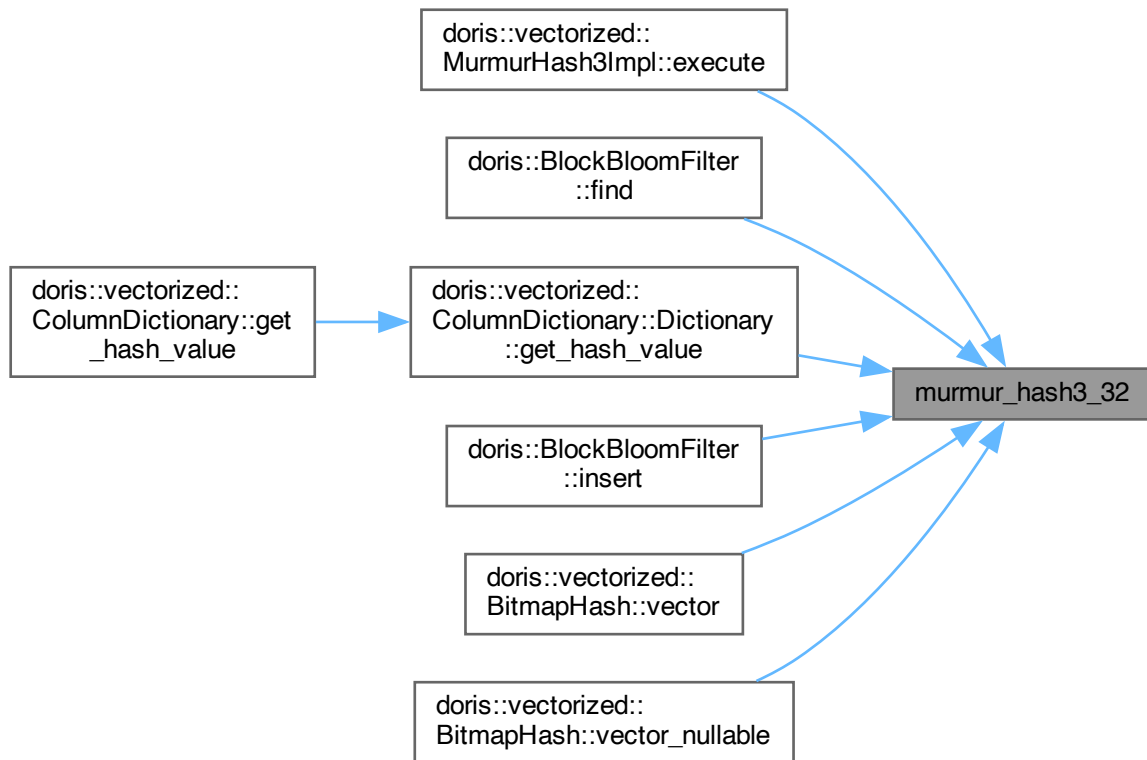 doris::vectorized::
MurmurHash3Impl::execute
doris::BlockBloomFilter
::find
doris::vectorized::
ColumnDictionary::get
_hash_value
doris::vectorized::
ColumnDictionary::Dictionary
::get_hash_value
murmur_hash3_32
doris::BlockBloomFilter
::insert
doris::vectorized::
BitmapHash::vector
doris::vectorized::
BitmapHash::vector_nullable